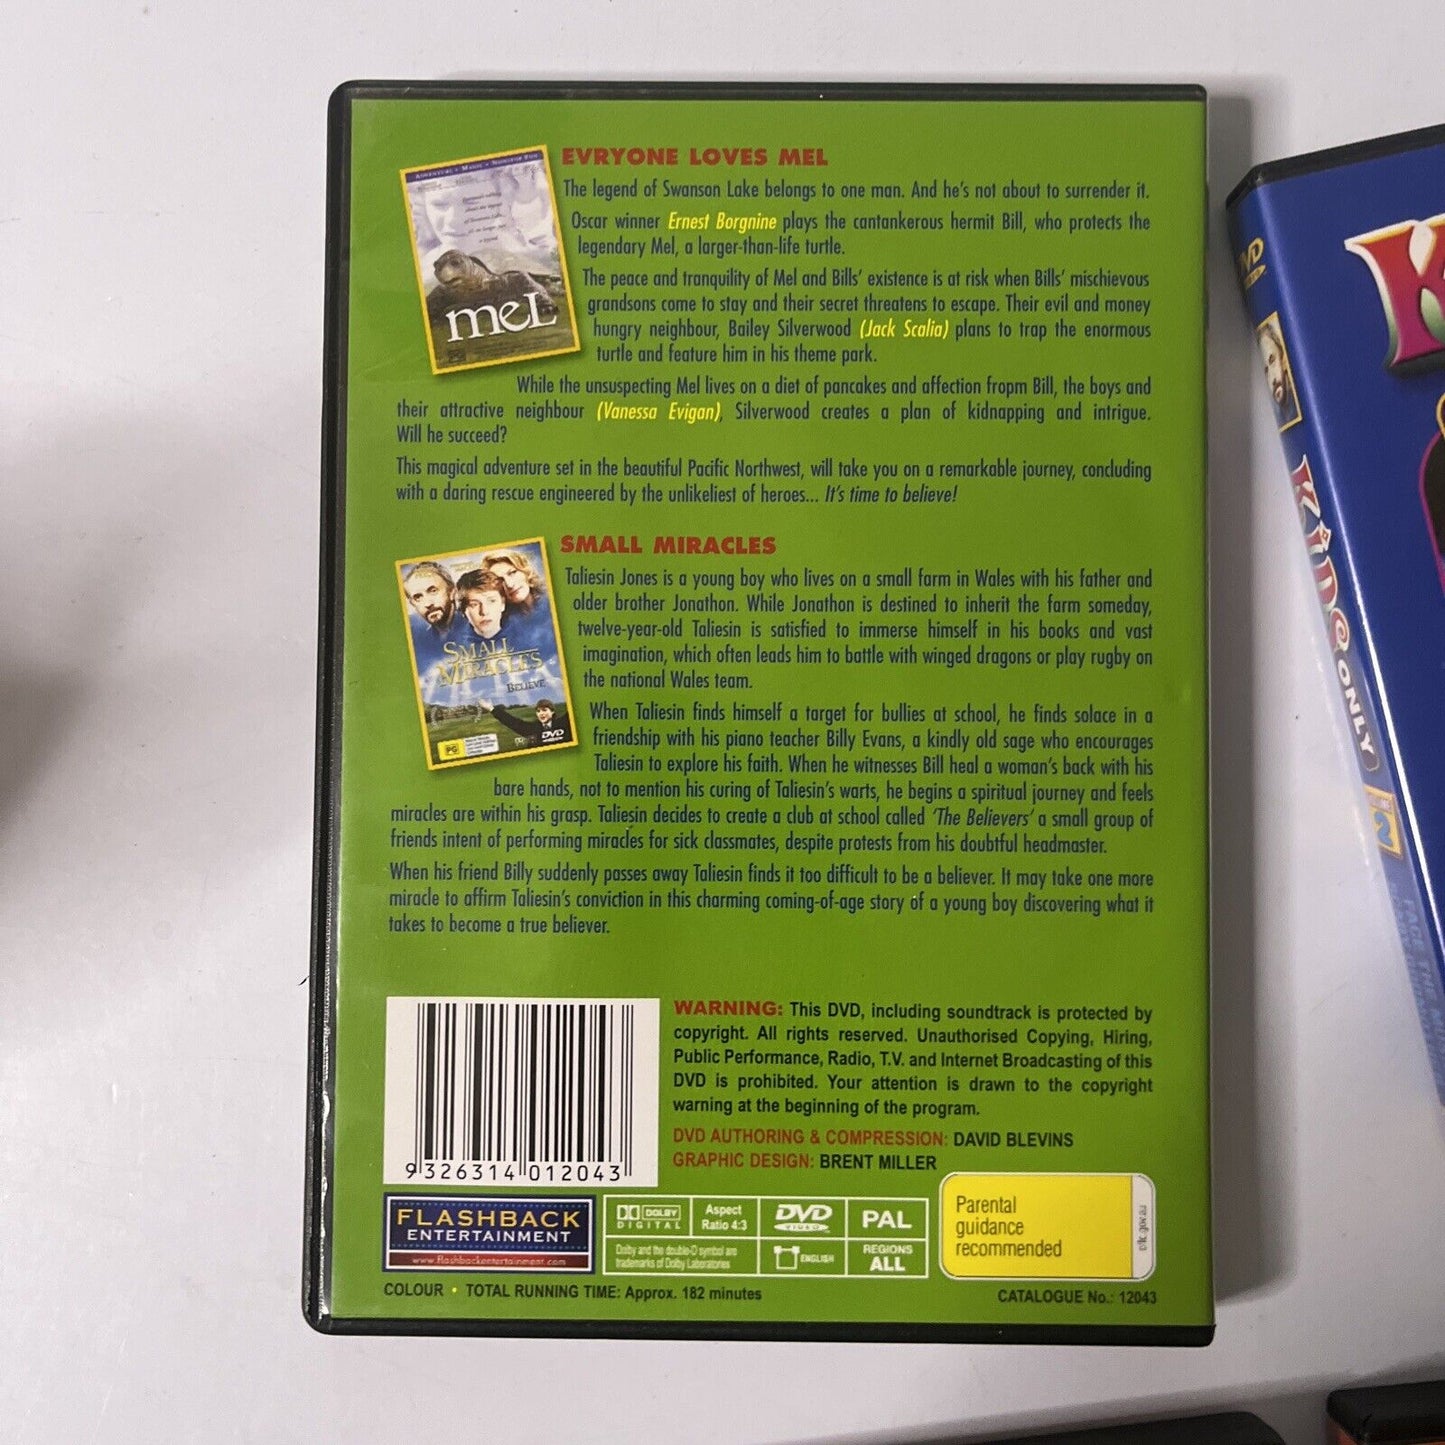 EVRYONE LOVES MEL
The legend of Swanson Lake belongs to one man. And he's not about to surrender it.
Oscar winner Ernest Borgnine plays the cantankerous hermit Bill, who protects the
legendary Mel, a larger-than-life turtle.
The peace and tranquility of Mel and Bills' existence is at risk when Bills' mischievous
grandsons come to stay and their secret threatens to escape. Their evil and money
hungry neighbour, Bailey Silverwood (Jack Scalia) plans to trap the enormous
turtle and feature him in his theme park.
While the unsuspecting Mel lives on a diet of pancakes and affection fropm Bill, the boys and
their attractive neighbour (Vanessa Evigan), Silverwood creates a plan of kidnapping and intrigue.
Will he succeed?
This magical adventure set in the beautiful Pacific Northwest, will take you on a remarkable journey, concluding
with a daring rescue engineered by the unlikeliest of heroes... It's time to believe!
meL
SMALL MIRACLES
Taliesin Jones is a young boy who lives on a small farm in Wales with his father and
older brother Jonathon. While Jonathon is destined to inherit the farm someday,
twelve-year-old Taliesin is satisfied to immerse himself in his books and vast
imagination, which often leads him to battle with winged dragons or play rugby on
the national Wales team.
When Taliesin finds himself a target for bullies at school, he finds solace in a
friendship with his piano teacher Billy Evans, a kindly old sage who encourages
Taliesin to explore his faith. When he witnesses Bill heal a woman's back with his
bare hands, not to mention his curing of Taliesin's warts, he begins a spiritual journey and feels
miracles are within his grasp. Taliesin decides to create a club at school called 'The Believers' a small group of
friends intent of performing miracles for sick classmates, despite protests from his doubtful headmaster.
When his friend Billy suddenly passes away Taliesin finds it too difficult to be a believer. It may take one more
miracle to affirm Taliesin's conviction in this charming coming-of-age story of a young boy discovering what it
takes to become a true believer.
SMALL
MIRACLES
BELIEVE
PG
DVD
WARNING: This DVD, including soundtrack is protected by
copyright. All rights reserved. Unauthorised Copying, Hiring,
Public Performance, Radio, T.V. and Internet Broadcasting of this
DVD is prohibited. Your attention is drawn to the copyright
warning at the beginning of the program.
DVD AUTHORING & COMPRESSION: DAVID BLEVINS
GRAPHIC DESIGN: BRENT MILLER
9 326314 012043
FLASHBACK
ENTERTAINMENT
www.flashbackentertainment.com
DOLBY
DIGITAL
Aspect
Ratio 4:3
DVD
VIDEO
PAL
Dolby and the double-D symbol are
trademarks of Dolby Laboratories
ENGLISH
REGIONS
ALL
Parental
guidance
recommended
COLOUR • TOTAL RUNNING TIME: Approx. 182 minutes
CATALOGUE No.: 12043
KIDS ONLY
2